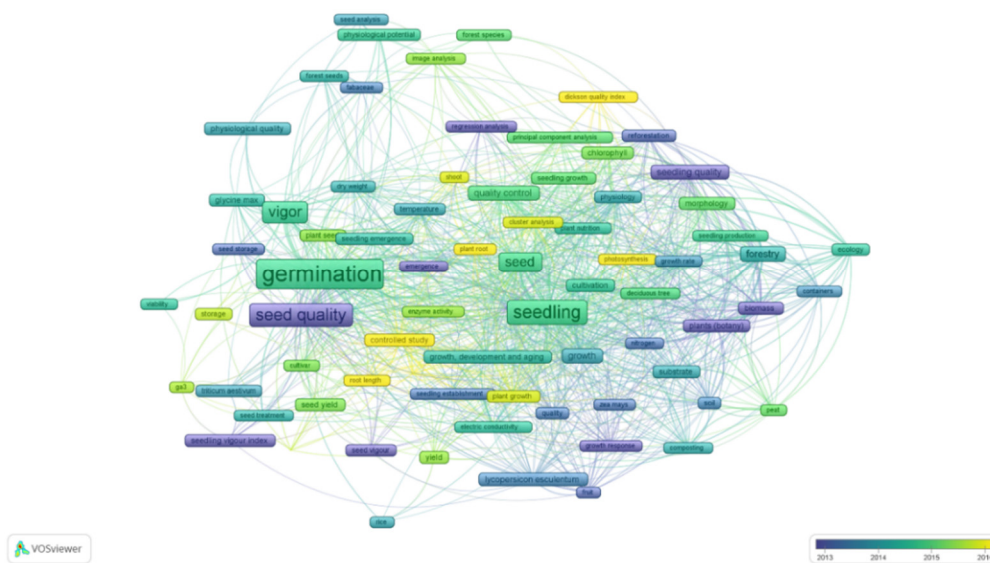 seed analysis
physiological potential
forest species
image analysis
forest seeds
fabaceae
dickson quality index
physiological quality
regression analysis
principal component analysis
reforestation
chlorophyll
seedling quality
shoot
seedling growth
dry weight
quality control
physiology
glycine max
morphology
vigor
temperature
cluster analysis
plant nutrition
plant seed
seedling emergence
seedling production
seed storage
plant root
ecology
forestry
seed
photosynthesis
growth rate
emergence
germination
cultivation
deciduous tree
containers
viability
storage
seed quality
enzyme activity
seedling
biomass
plants (botany)
controlled study
nitrogen
growth, development and aging
growth
cultivar
substrate
root length
ga3
triticum aestivum
seedling establishment
plant growth
seed yield
zea mays
soil
peat
seed treatment
quality
electric conductivity
seedling vigour index
seed vigour
growth response
composting
yield
lycopersicon esculentum
fruit
rice
VOSviewer
2013 2014 2015